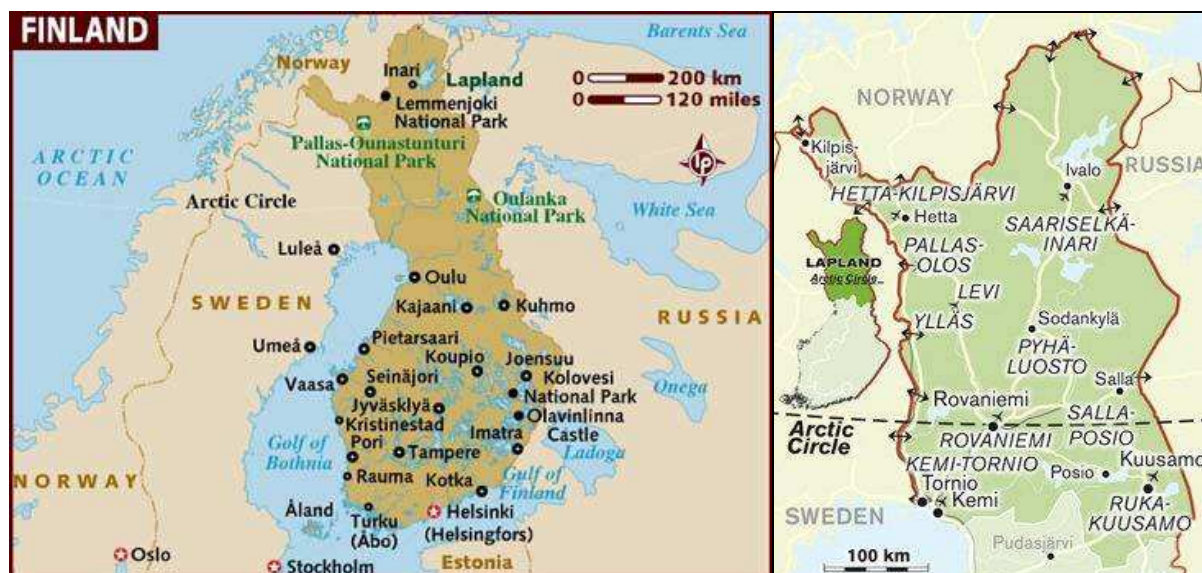 FINLAND
Barents Sea
Norway
Inari
Lapland
0 200 km
0 120 miles
Lemmenjoki
National Park
Pallas-Ounastunturi
National Park
lp
ARCTIC
OCEAN
Arctic Circle
Oulanka
National Park
White Sea
Luleå
Oulu
SWEDEN
Kajaani
Kuhmo
RUSSIA
Umeå
Pietarsaari
Koupio
Joensuu
Vaasa
Seinäjori
Kolovesi
National Park
Onega
Jyväsklyä
Olavinlinna
Castle
Kristinestad
Gulf of
Bothnia
Pori
Imatra
Ladoga
Tampere
NORWAY
Rauma
Kotka
Gulf of
Finland
Åland
Turku
(Åbo)
Helsinki
(Helsingfors)
Oslo
Stockholm
Estonia
NORWAY
Kilpis-
järvi
RUSSIA
Ivalo
HETTA-KILPISJÄRVI
Hetta
SAARISELKÄ-
INARI
PALLAS-
OLOS
LAPLAND
Arctic Circle
LEVI
YLLÄS
Sodankylä
PYHÄ-
LUOSTO
Salla
Rovaniemi
Arctic
Circle
ROVANIEMI
SALLA-
POSIO
KEMI-TORNIO
Posio
Kuusamo
Tornio
Kemi
RUKA-
KUUSAMO
SWEDEN
Pudasjärvi
100 km